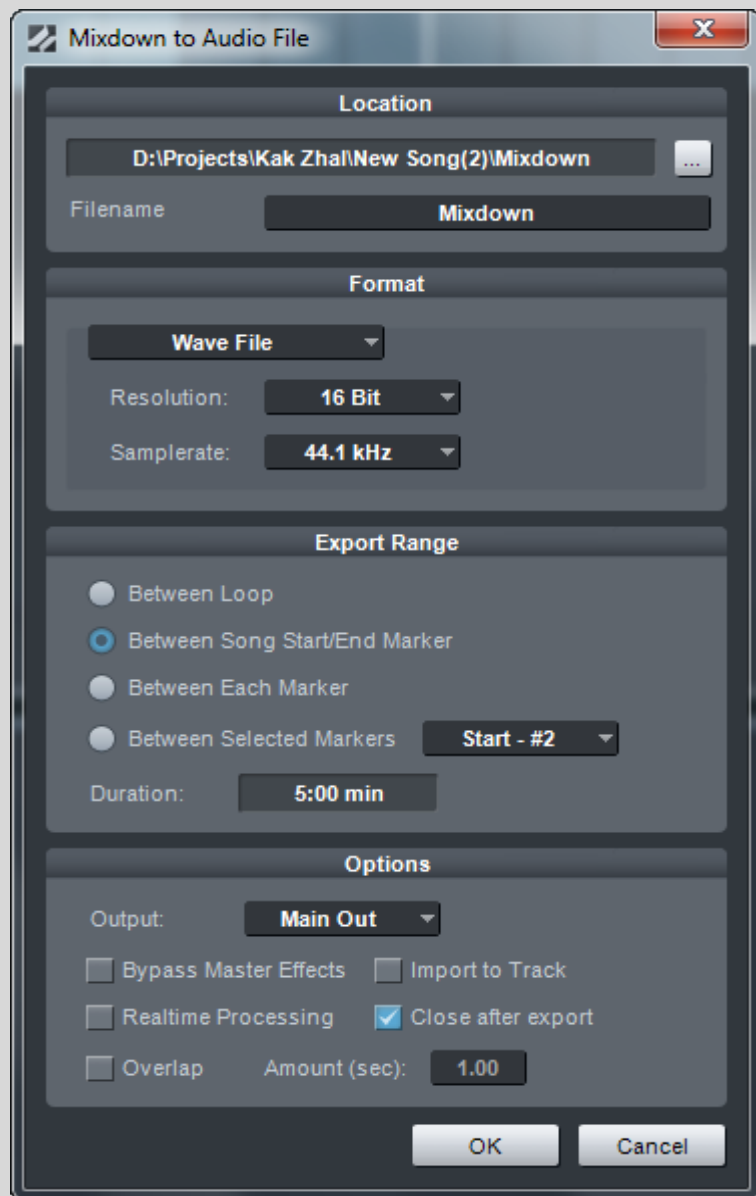 Mixdown to Audio File
Location
D:\Projects\Kak Zhal\New Song(2)\Mixdown ...
Filename Mixdown
Format
Wave File
Resolution: 16 Bit
Samplerate: 44.1 kHz
Export Range
Between Loop
Between Song Start/End Marker
Between Each Marker
Between Selected Markers Start - #2
Duration: 5:00 min
Options
Output: Main Out
Bypass Master Effects Import to Track
Realtime Processing Close after export
Overlap Amount (sec): 1.00
OK Cancel